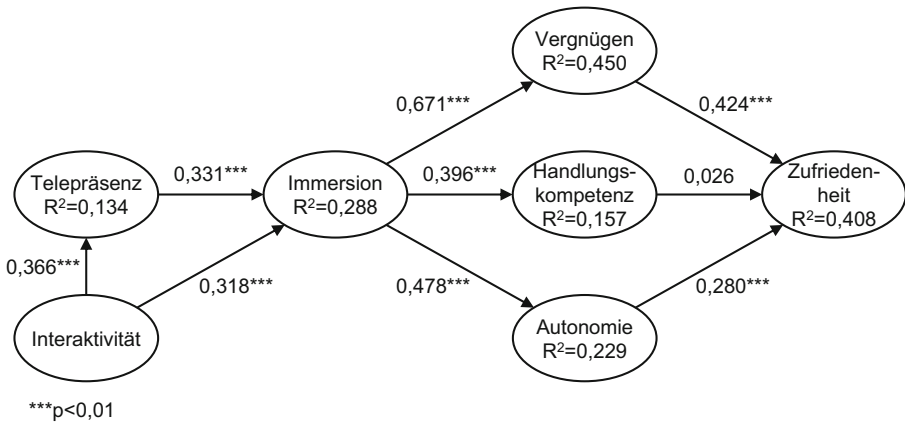 Vergnügen
R²=0,450
0,671***
0,424***
Telepräsenz
R²=0,134
0,331***
Immersion
R²=0,288
0,396***
Handlungs-
kompetenz
R²=0,157
0,026
Zufrieden-
heit
R²=0,408
0,366***
0,318***
0,478***
0,280***
Interaktivität
Autonomie
R²=0,229
***p<0,01